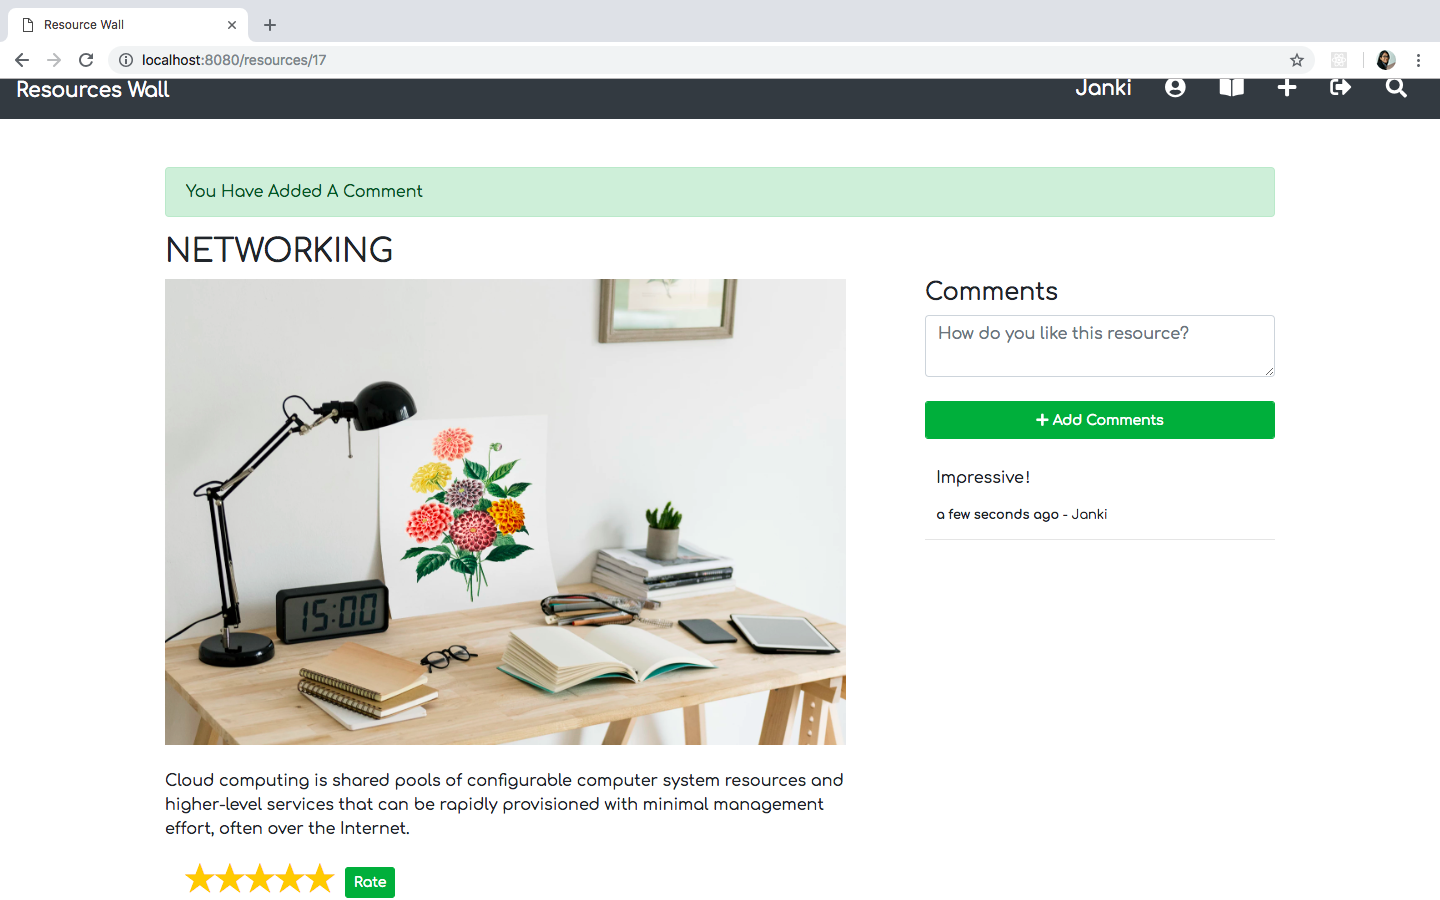 Resource Wall
localhost:8080/resources/17
Resources Wall
Janki
You Have Added A Comment
NETWORKING
15:00
Cloud computing is shared pools of configurable computer system resources and
higher-level services that can be rapidly provisioned with minimal management
effort, often over the Internet.
Rate
Comments
How do you like this resource?
Add Comments
Impressive!
a few seconds ago - Janki